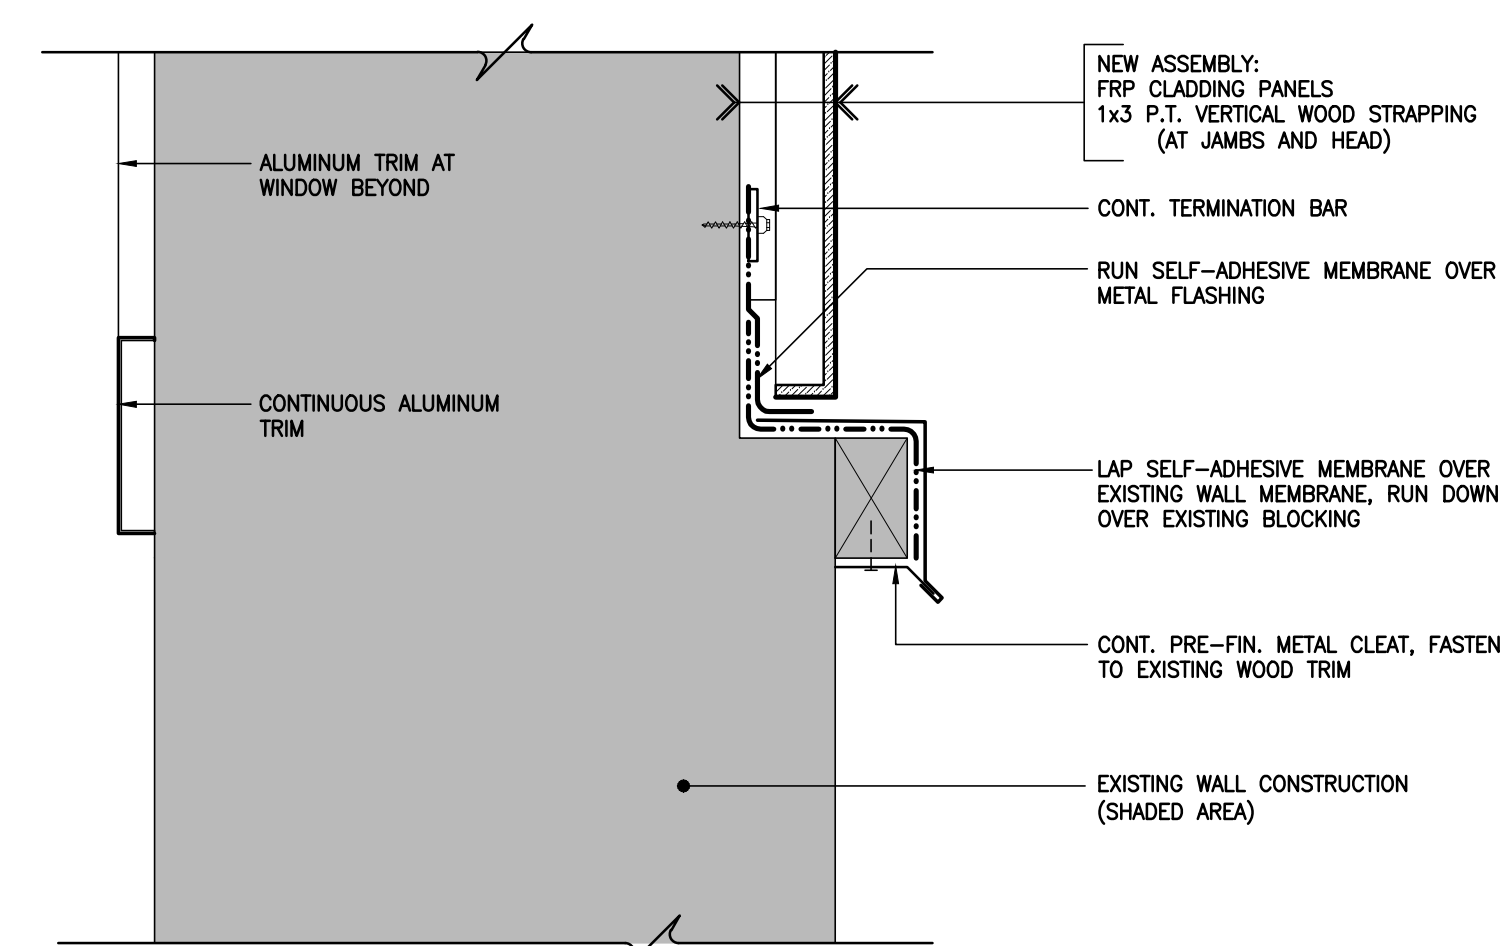 NEW ASSEMBLY:
FRP CLADDING PANELS
1x3 P.T. VERTICAL WOOD STRAPPING
(AT JAMBS AND HEAD)
ALUMINUM TRIM AT
WINDOW BEYOND
CONT. TERMINATION BAR
RUN SELF-ADHESIVE MEMBRANE OVER
METAL FLASHING
CONTINUOUS ALUMINUM
TRIM
LAP SELF-ADHESIVE MEMBRANE OVER
EXISTING WALL MEMBRANE, RUN DOWN
OVER EXISTING BLOCKING
CONT. PRE-FIN. METAL CLEAT, FASTEN
TO EXISTING WOOD TRIM
EXISTING WALL CONSTRUCTION
(SHADED AREA)